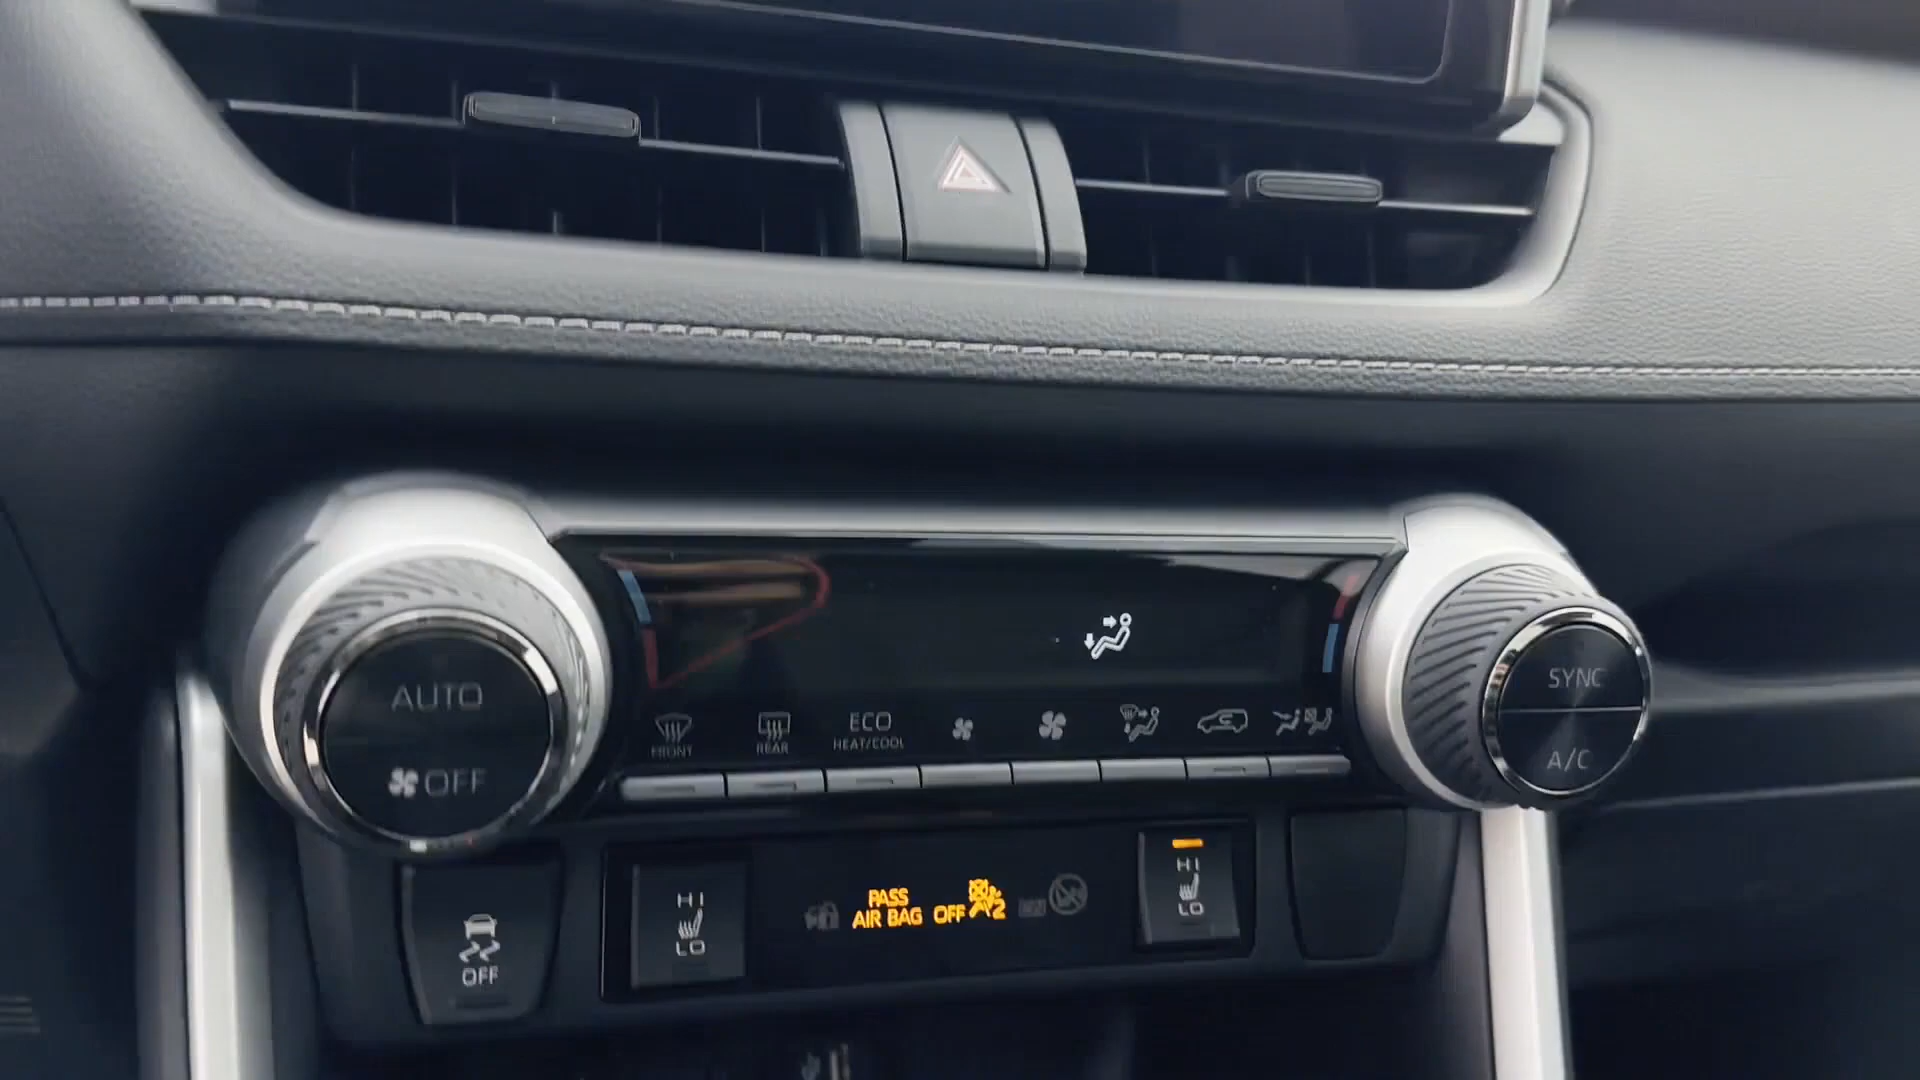 AUTO
OFF
FRONT
REAR
ECO
HEAT/COOL
SYNC
A/C
OFF
HI
LO
PASS
AIR BAG OFF 2
HI
LO